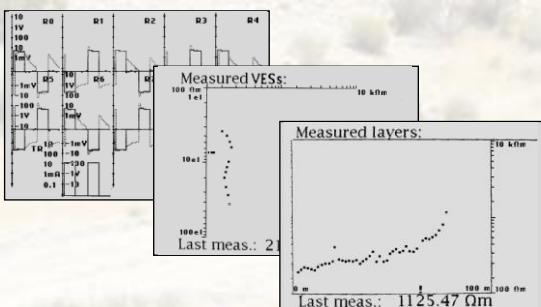 10 R0 R1 R2 R3 R4
1V
100
10
1mV
-1mV R5 10 R6
-10 1V
-100 100
-1V 10
TR 10 -1mV
100 -10
10 -100
1mA -1V
0.1 -10
Measured VESs:
100 Ωm 10 kΩm
1e1
10e1
100e1
Last meas.: 21
Measured layers:
10 kΩm
0 m 100 m 100 Ωm
Last meas.: 1125.47 Ωm